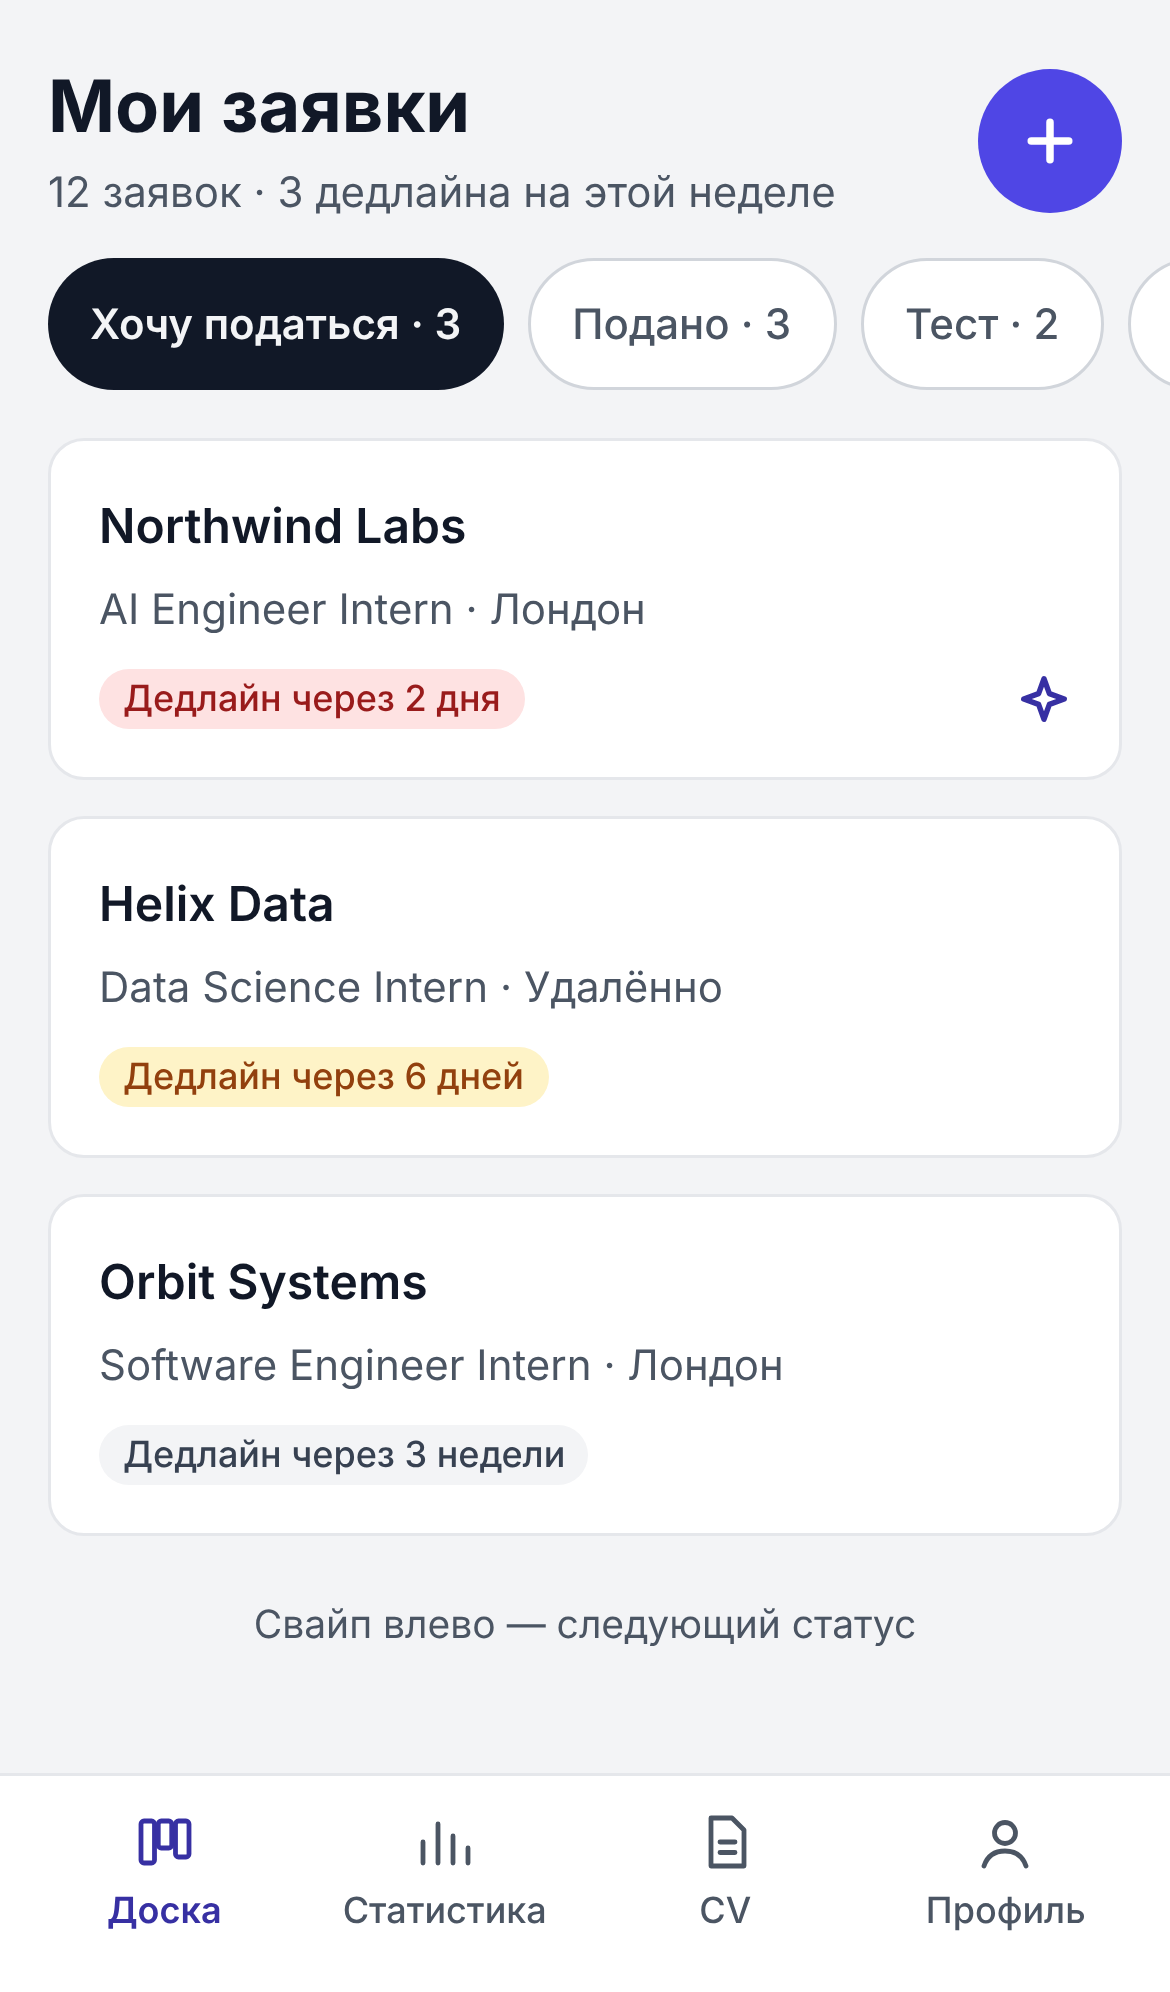 Мои заявки
12 заявок · 3 дедлайна на этой неделе
Хочу податься · 3
Подано · 3
Тест · 2
Northwind Labs
AI Engineer Intern · Лондон
Дедлайн через 2 дня
Helix Data
Data Science Intern · Удалённо
Дедлайн через 6 дней
Orbit Systems
Software Engineer Intern · Лондон
Дедлайн через 3 недели
Свайп влево — следующий статус
Доска
Статистика
CV
Профиль